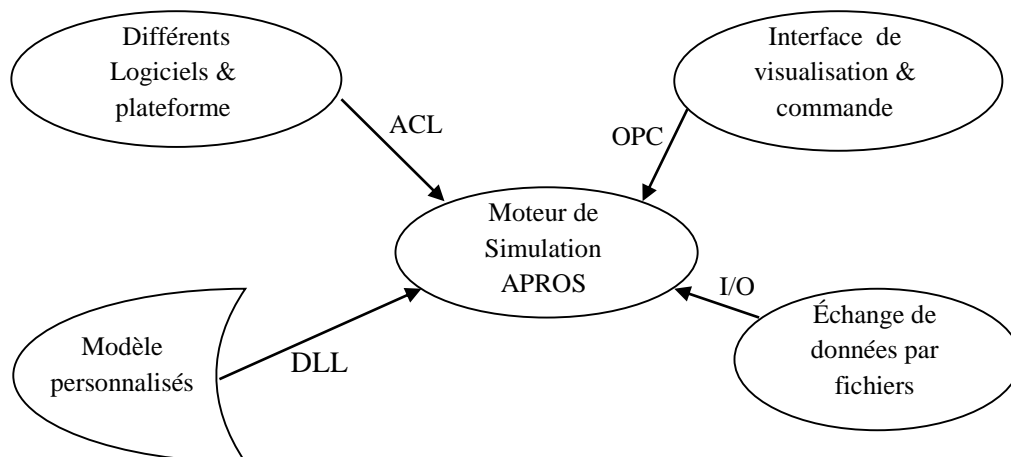 Différents
Logiciels &
plateforme
Interface de
visualisation &
commande
ACL
OPC
Moteur de
Simulation
APROS
I/O
Modèle
personnalisés
DLL
Échange de
données par
fichiers